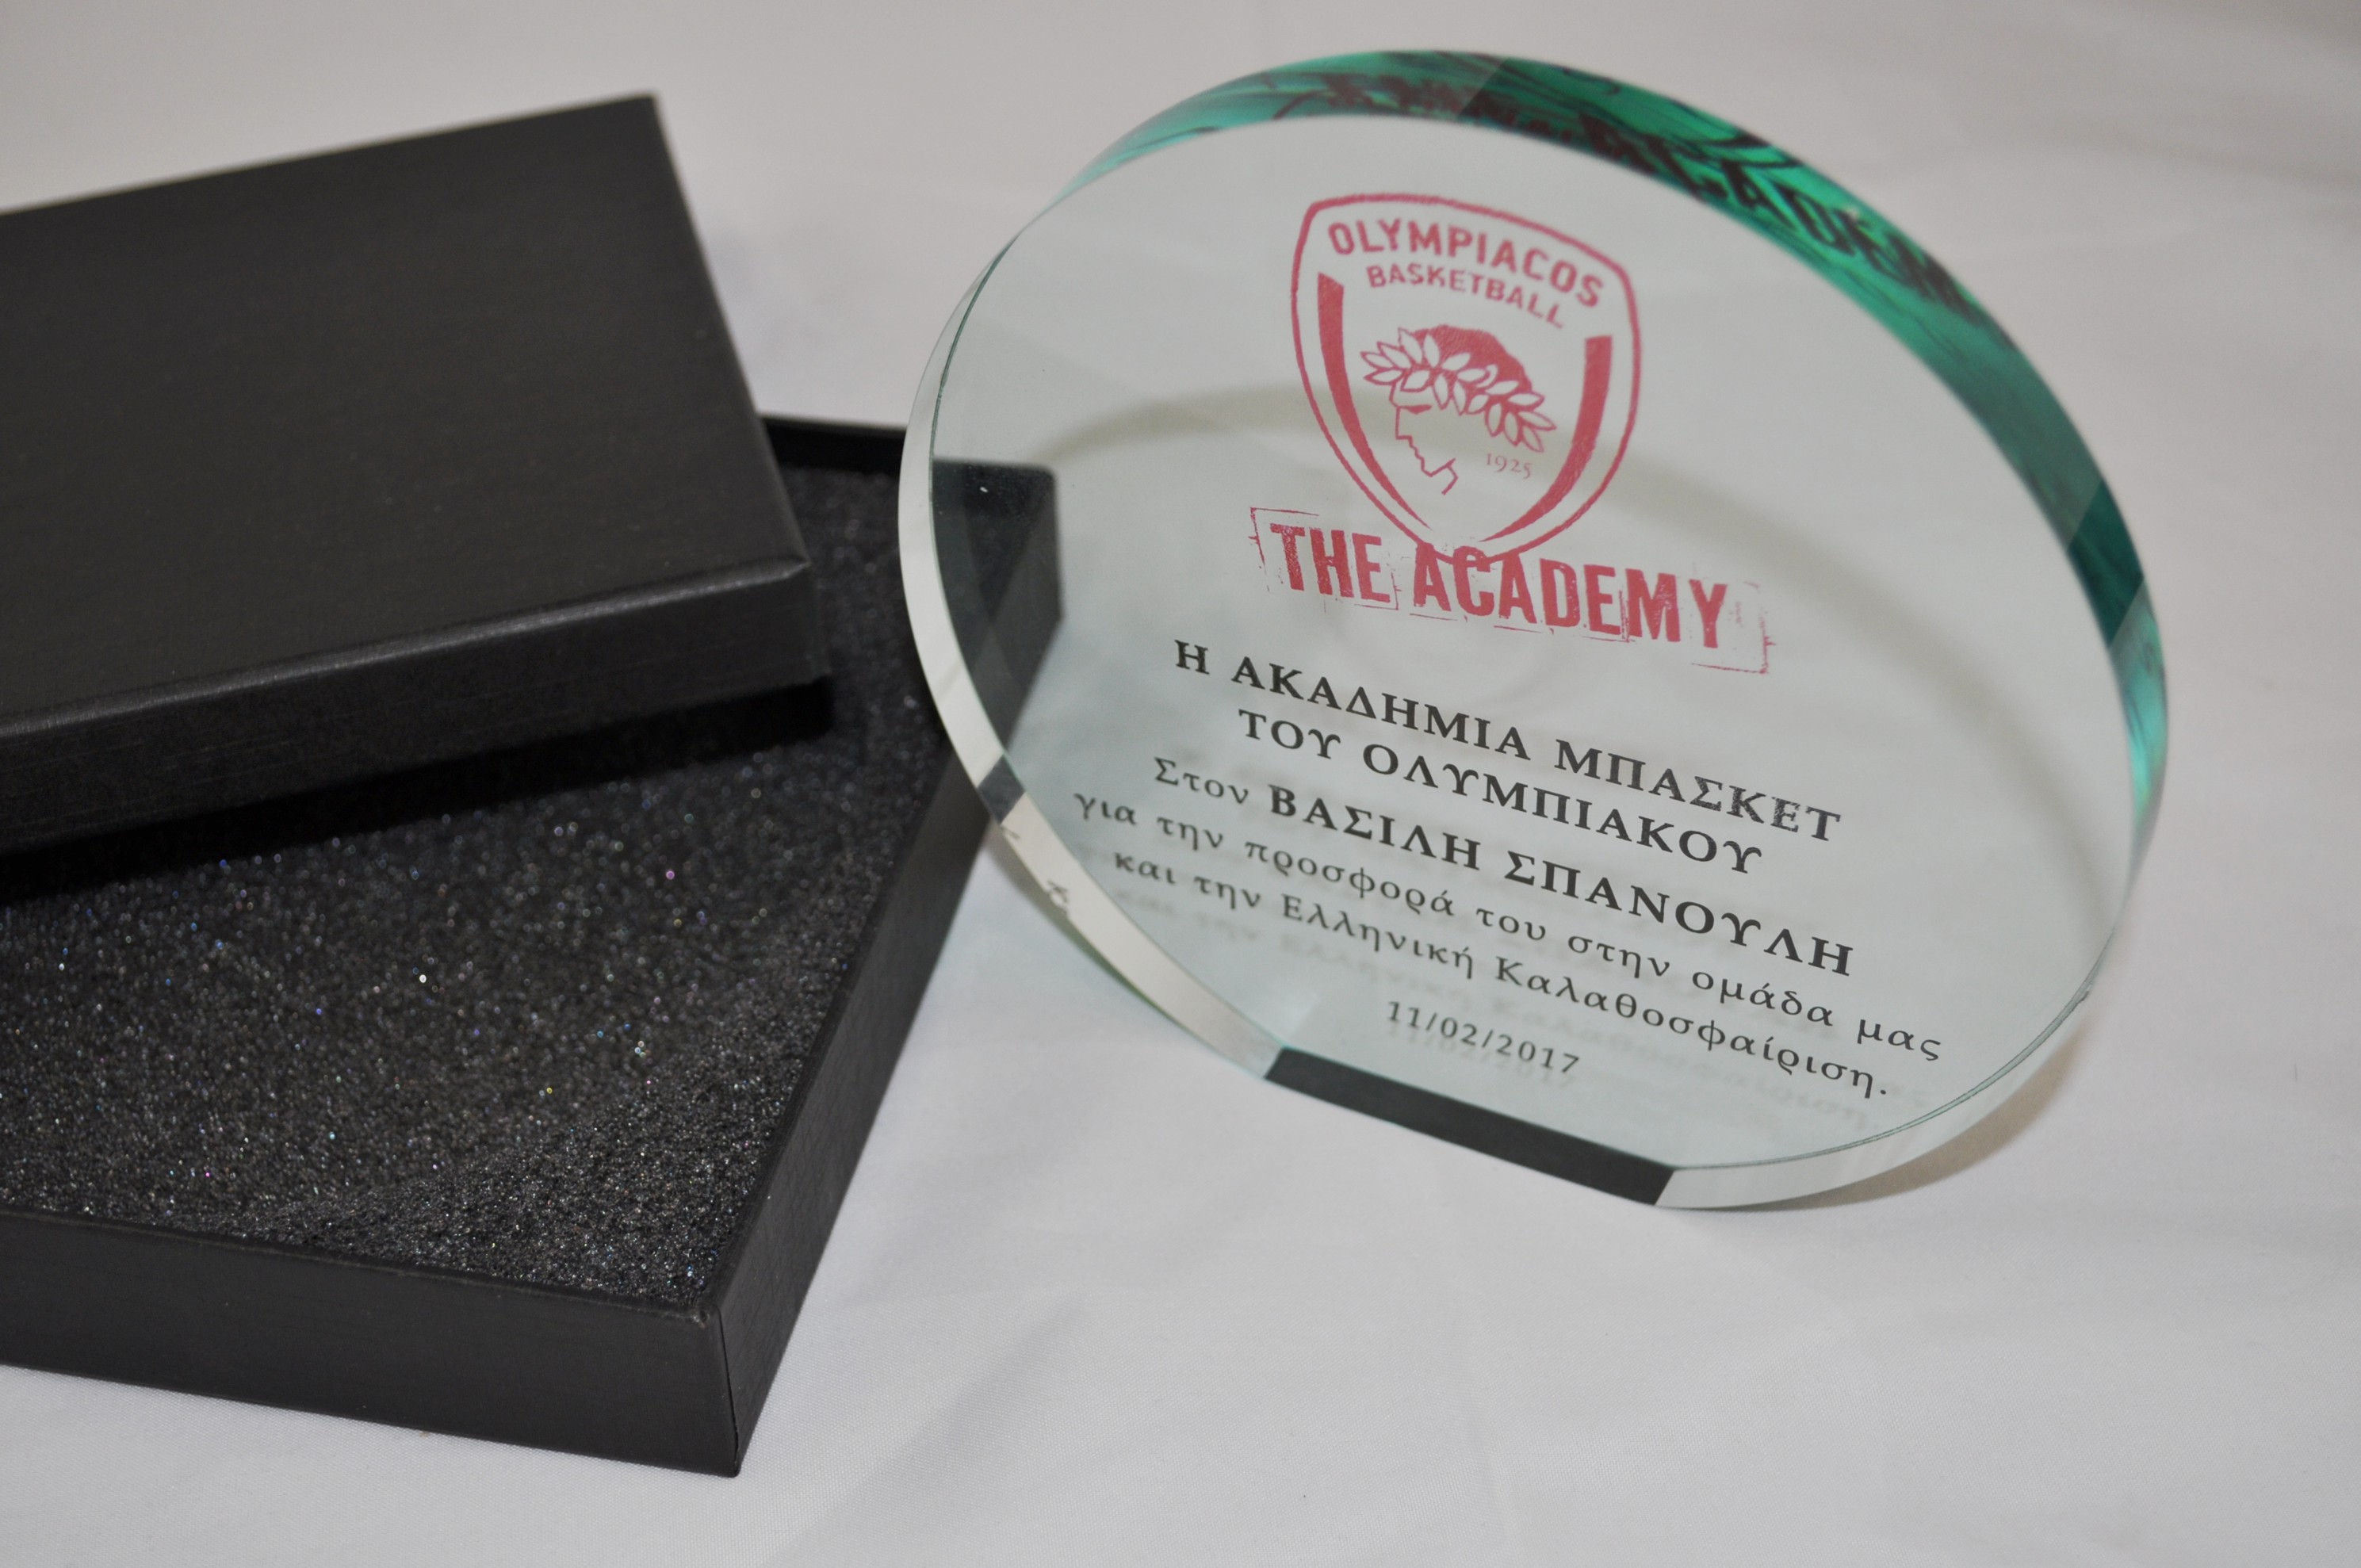 OLYMPIACOS
BASKETBALL
1925
THE ACADEMY
Η ΑΚΑΔΗΜΙΑ ΜΠΑΣΚΕΤ
ΤΟΥ ΟΛΥΜΠΙΑΚΟΥ
Στον ΒΑΣΙΛΗ ΣΠΑΝΟΥΛΗ
για την προσφορά του στην ομάδα μας
και την Ελληνική Καλαθοσφαίριση.
11/02/2017